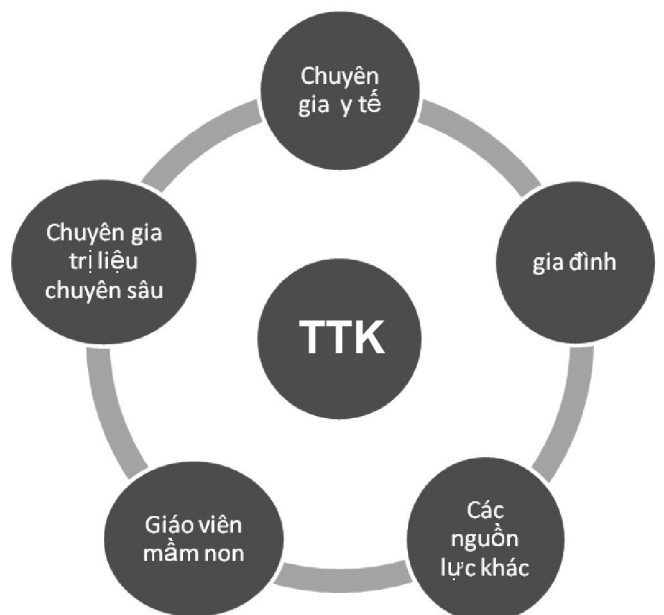 Chuyên
gia y tế
gia đình
Các
nguồn
lực khác
Giáo viên
mầm non
Chuyên gia
trị liệu
chuyên sâu
TTK